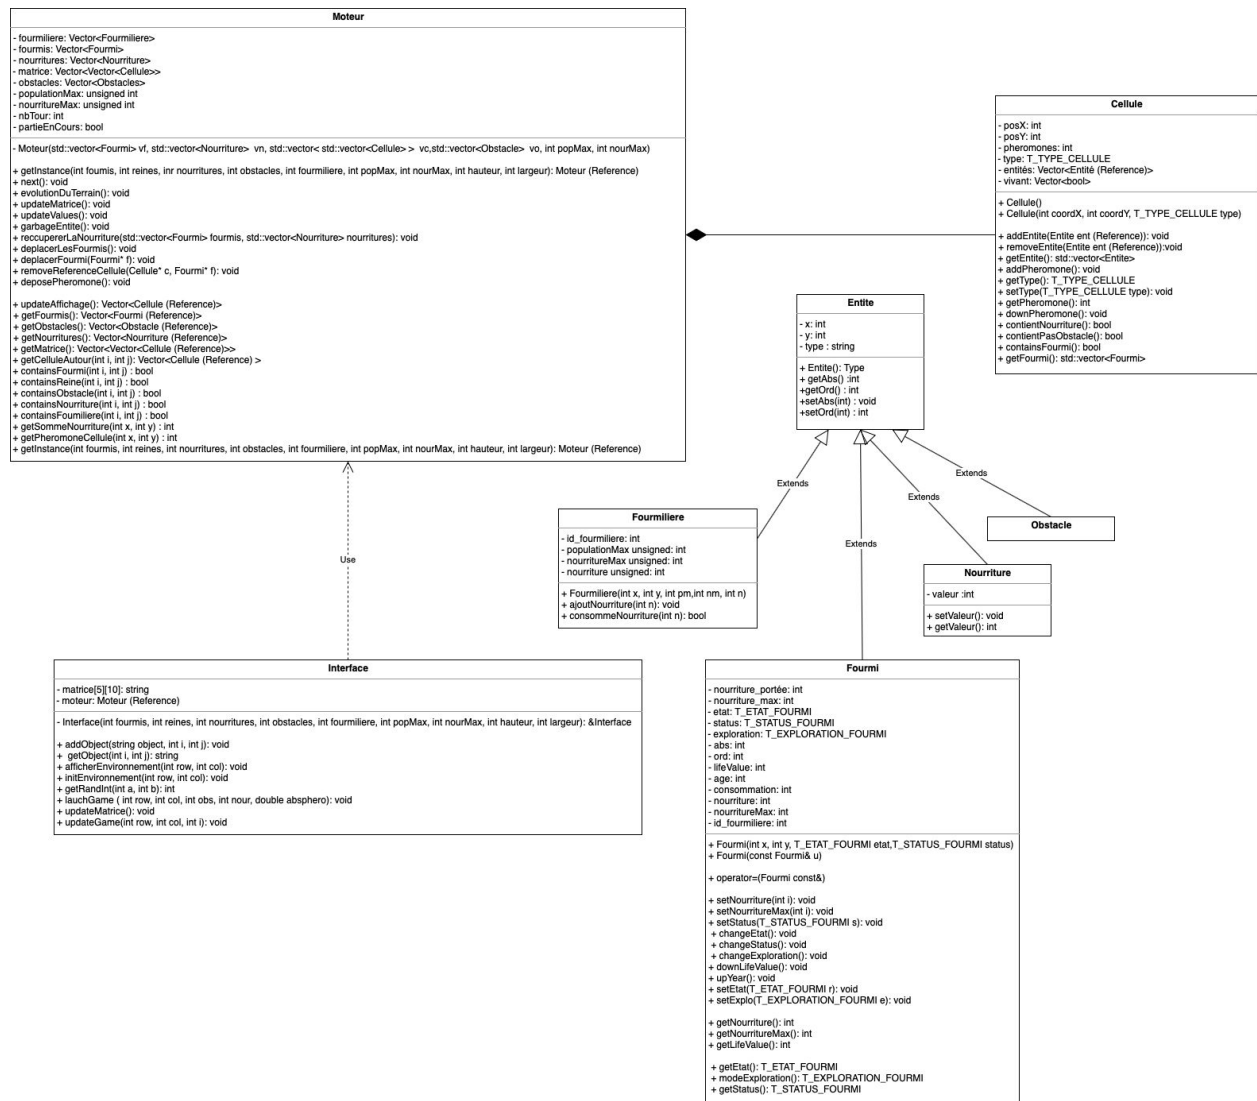 Moteur
- fourmiliere: Vector<Fourmiliere>
- fourmis: Vector<Fourmi>
- nourritures: Vector<Nourriture>
- matrice: Vector<Vector<Cellule>>
- obstacles: Vector<Obstacles>
- populationMax: unsigned int
- nourritureMax: unsigned int
- nbTour: int
- partieEnCours: bool
- Moteur(std::vector<Fourmi> vf, std::vector<Nourriture> vn, std::vector< std::vector<Cellule> > vc,std::vector<Obstacle> vo, int popMax, int nourMax)
+ getInstance(int foumis, int reines, inr nourritures, int obstacles, int fourmiliere, int popMax, int nourMax, int hauteur, int largeur): Moteur (Reference)
+ next(): void
+ evolutionDuTerrain(): void
+ updateMatrice(): void
+ updateValues(): void
+ garbageEntite(): void
+ reccupererLaNourriture(std::vector<Fourmi> fourmis, std::vector<Nourriture> nourritures): void
+ deplacerLesFourmis(): void
+ deplacerFourmi(Fourmi* f): void
+ removeReferenceCellule(Cellule* c, Fourmi* f): void
+ deposePheromone(): void
+ updateAffichage(): Vector<Cellule (Reference)>
+ getFourmis(): Vector<Fourmi (Reference)>
+ getObstacles(): Vector<Obstacle (Reference)>
+ getNourritures(): Vector<Nourriture (Reference)>
+ getMatrice(): Vector<Vector<Cellule (Reference)>>
+ getCelluleAutour(int i, int j): Vector<Cellule (Reference) >
+ containsFourmi(int i, int j) : bool
+ containsReine(int i, int j) : bool
+ containsObstacle(int i, int j) : bool
+ containsNourriture(int i, int j) : bool
+ containsFoumiliere(int i, int j) : bool
+ getSommeNourriture(int x, int y) : int
+ getPheromoneCellule(int x, int y) : int
+ getInstance(int fourmis, int reines, int nourritures, int obstacles, int fourmiliere, int popMax, int nourMax, int hauteur, int largeur): Moteur (Reference)
Cellule
- posX: int
- posY: int
- pheromones: int
- type: T_TYPE_CELLULE
- entités: Vector<Entité (Reference)>
- vivant: Vector<bool>
+ Cellule()
+ Cellule(int coordX, int coordY, T_TYPE_CELLULE type)
+ addEntite(Entite ent (Reference)): void
+ removeEntite(Entite ent (Reference)):void
+ getEntite(): std::vector<Entite>
+ addPheromone(): void
+ getType(): T_TYPE_CELLULE
+ setType(T_TYPE_CELLULE type): void
+ getPheromone(): int
+ downPheromone(): void
+ contientNourriture(): bool
+ contientPasObstacle(): bool
+ containsFourmi(): bool
+ getFourmi(): std::vector<Fourmi>
Entite
- x: int
- y: int
- type : string
+ Entite(): Type
+ getAbs() :int
+getOrd() : int
+setAbs(int) : void
+setOrd(int) : int
Extends
Extends
Extends
Extends
Use
Fourmiliere
- id_fourmiliere: int
- populationMax unsigned: int
- nourritureMax unsigned: int
- nourriture unsigned: int
+ Fourmiliere(int x, int y, int pm,int nm, int n)
+ ajoutNourriture(int n): void
+ consommeNourriture(int n): bool
Obstacle
Nourriture
- valeur :int
+ setValeur(): void
+ getValeur(): int
Interface
- matrice[5][10]: string
- moteur: Moteur (Reference)
- Interface(int fourmis, int reines, int nourritures, int obstacles, int fourmiliere, int popMax, int nourMax, int hauteur, int largeur): &Interface
+ addObject(string object, int i, int j): void
+ getObject(int i, int j): string
+ afficherEnvironnement(int row, int col): void
+ initEnvironnement(int row, int col): void
+ getRandInt(int a, int b): int
+ lauchGame ( int row, int col, int obs, int nour, double absphero): void
+ updateMatrice(): void
+ updateGame(int row, int col, int i): void
Fourmi
- nourriture_portée: int
- nourriture_max: int
- etat: T_ETAT_FOURMI
- status: T_STATUS_FOURMI
- exploration: T_EXPLORATION_FOURMI
- abs: int
- ord: int
- lifeValue: int
- age: int
- consommation: int
- nourriture: int
- nourritureMax: int
- id_fourmiliere: int
+ Fourmi(int x, int y, T_ETAT_FOURMI etat,T_STATUS_FOURMI status)
+ Fourmi(const Fourmi& u)
+ operator=(Fourmi const&)
+ setNourriture(int i): void
+ setNourritureMax(int i): void
+ setStatus(T_STATUS_FOURMI s): void
+ changeEtat(): void
+ changeStatus(): void
+ changeExploration(): void
+ downLifeValue(): void
+ upYear(): void
+ setEtat(T_ETAT_FOURMI r): void
+ setExplo(T_EXPLORATION_FOURMI e): void
+ getNourriture(): int
+ getNourritureMax(): int
+ getLifeValue(): int
+ getEtat(): T_ETAT_FOURMI
+ modeExploration(): T_EXPLORATION_FOURMI
+ getStatus(): T_STATUS_FOURMI